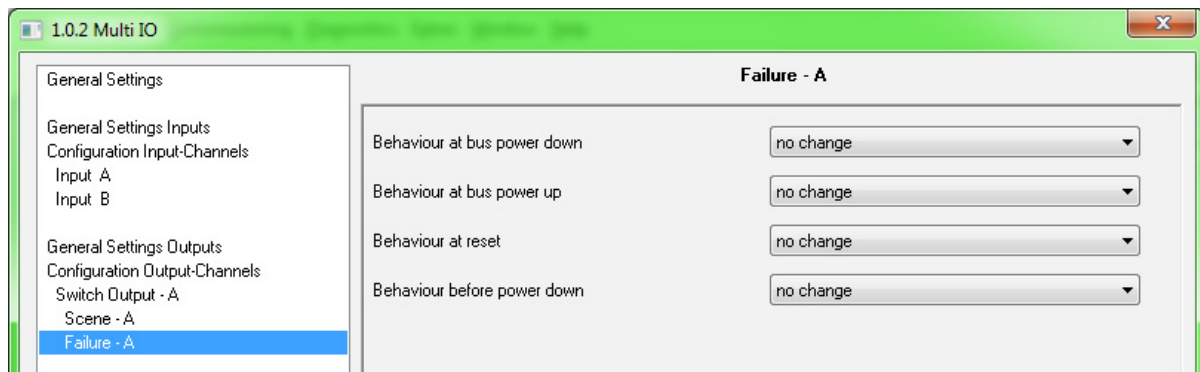 1.0.2 Multi IO
General Settings
General Settings Inputs
Configuration Input-Channels
Input A
Input B
General Settings Outputs
Configuration Output-Channels
Switch Output - A
Scene - A
Failure - A
Failure - A
Behaviour at bus power down no change
Behaviour at bus power up no change
Behaviour at reset no change
Behaviour before power down no change